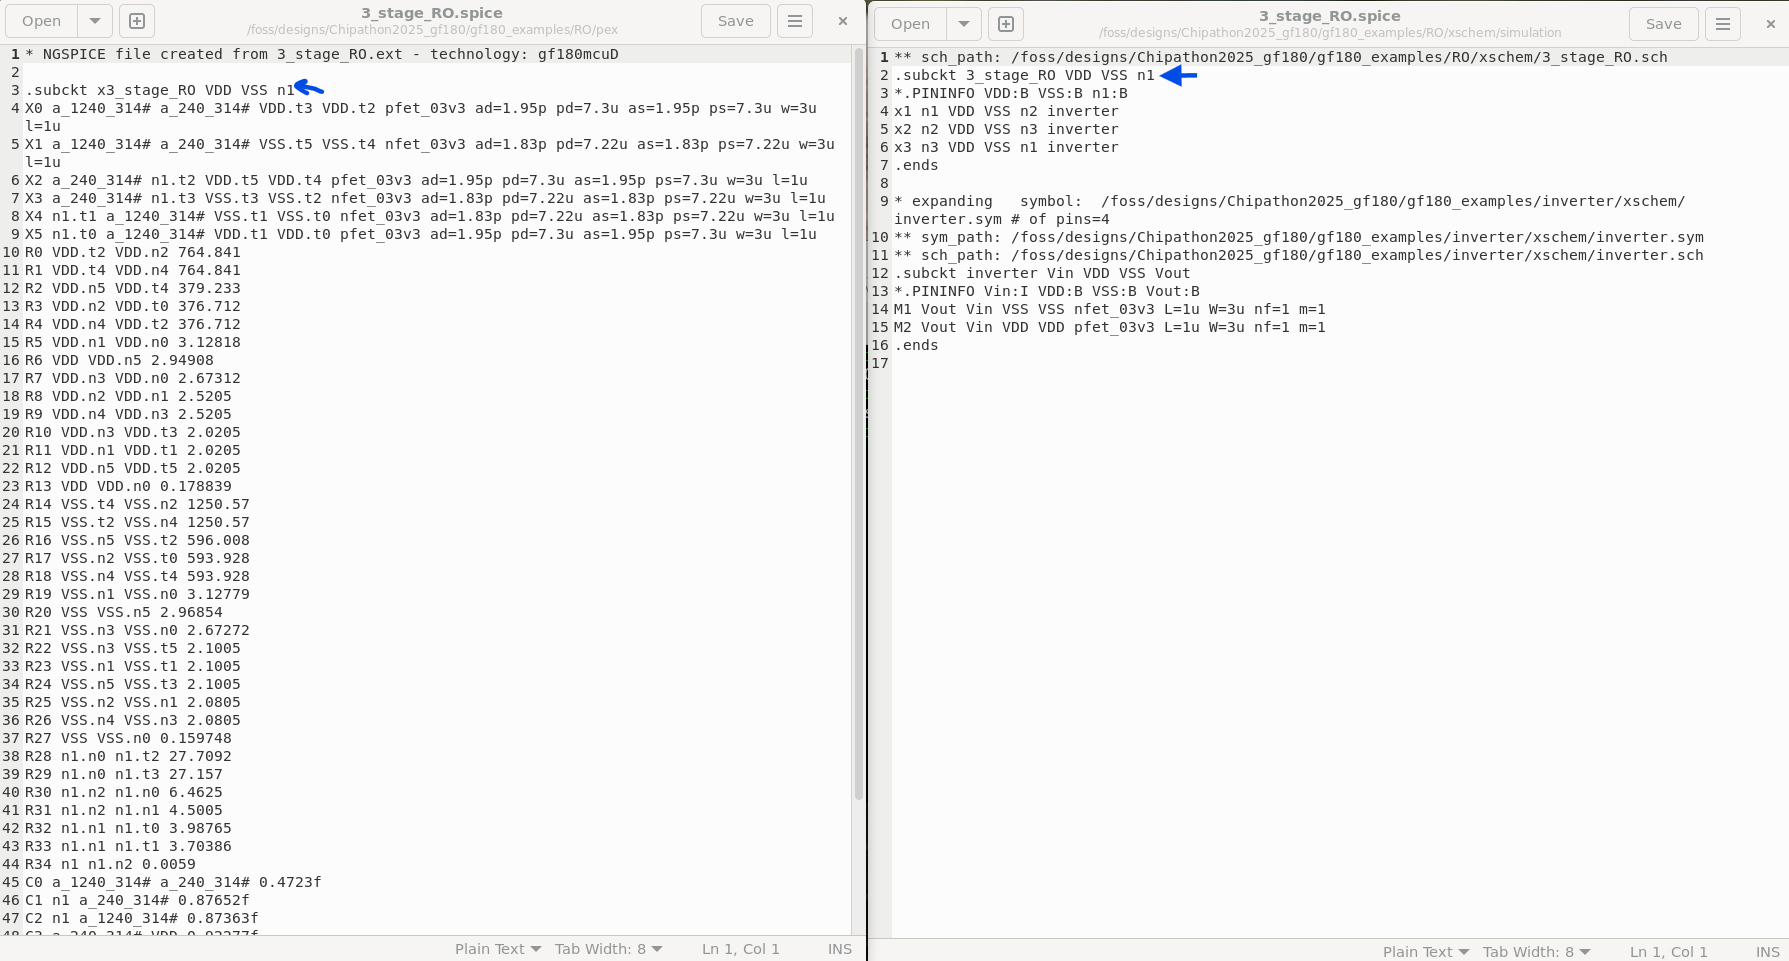 Open
3_stage_RO.spice
/foss/designs/Chipathon2025_gf180/gf180_examples/RO/pex
Save
1 * NGSPICE file created from 3_stage_RO.ext - technology: gf180mcuD
2
3 .subckt x3_stage_RO VDD VSS n1
4 X0 a_1240_314# a_240_314# VDD.t3 VDD.t2 pfet_03v3 ad=1.95p pd=7.3u as=1.95p ps=7.3u w=3u
l=1u
5 X1 a_1240_314# a_240_314# VSS.t5 VSS.t4 nfet_03v3 ad=1.83p pd=7.22u as=1.83p ps=7.22u w=3u
l=1u
6 X2 a_240_314# n1.t2 VDD.t5 VDD.t4 pfet_03v3 ad=1.95p pd=7.3u as=1.95p ps=7.3u w=3u l=1u
7 X3 a_240_314# n1.t3 VSS.t3 VSS.t2 nfet_03v3 ad=1.83p pd=7.22u as=1.83p ps=7.22u w=3u l=1u
8 X4 n1.t1 a_1240_314# VSS.t1 VSS.t0 nfet_03v3 ad=1.83p pd=7.22u as=1.83p ps=7.22u w=3u l=1u
9 X5 n1.t0 a_1240_314# VDD.t1 VDD.t0 pfet_03v3 ad=1.95p pd=7.3u as=1.95p ps=7.3u w=3u l=1u
10 R0 VDD.t2 VDD.n2 764.841
11 R1 VDD.t4 VDD.n4 764.841
12 R2 VDD.n5 VDD.t4 379.233
13 R3 VDD.n2 VDD.t0 376.712
14 R4 VDD.n4 VDD.t2 376.712
15 R5 VDD.n1 VDD.n0 3.12818
16 R6 VDD VDD.n5 2.94908
17 R7 VDD.n3 VDD.n0 2.67312
18 R8 VDD.n2 VDD.n1 2.5205
19 R9 VDD.n4 VDD.n3 2.5205
20 R10 VDD.n3 VDD.t3 2.0205
21 R11 VDD.n1 VDD.t1 2.0205
22 R12 VDD.n5 VDD.t5 2.0205
23 R13 VDD VDD.n0 0.178839
24 R14 VSS.t4 VSS.n2 1250.57
25 R15 VSS.t2 VSS.n4 1250.57
26 R16 VSS.n5 VSS.t2 596.008
27 R17 VSS.n2 VSS.t0 593.928
28 R18 VSS.n4 VSS.t4 593.928
29 R19 VSS.n1 VSS.n0 3.12779
30 R20 VSS VSS.n5 2.96854
31 R21 VSS.n3 VSS.n0 2.67272
32 R22 VSS.n3 VSS.t5 2.1005
33 R23 VSS.n1 VSS.t1 2.1005
34 R24 VSS.n5 VSS.t3 2.1005
35 R25 VSS.n2 VSS.n1 2.0805
36 R26 VSS.n4 VSS.n3 2.0805
37 R27 VSS VSS.n0 0.159748
38 R28 n1.n0 n1.t2 27.7092
39 R29 n1.n0 n1.t3 27.157
40 R30 n1.n2 n1.n0 6.4625
41 R31 n1.n2 n1.n1 4.5005
42 R32 n1.n1 n1.t0 3.98765
43 R33 n1.n1 n1.t1 3.70386
44 R34 n1 n1.n2 0.0059
45 C0 a_1240_314# a_240_314# 0.4723f
46 C1 n1 a_240_314# 0.87652f
47 C2 n1 a_1240_314# 0.87363f
48 C3 a_240_314# VDD 0.92277f
Plain Text Tab Width: 8 Ln 1, Col 1 INS
Open
3_stage_RO.spice
/foss/designs/Chipathon2025_gf180/gf180_examples/RO/xschem/simulation
Save
1 ** sch_path: /foss/designs/Chipathon2025_gf180/gf180_examples/RO/xschem/3_stage_RO.sch
2 .subckt 3_stage_RO VDD VSS n1
3 *.PININFO VDD:B VSS:B n1:B
4 x1 n1 VDD VSS n2 inverter
5 x2 n2 VDD VSS n3 inverter
6 x3 n3 VDD VSS n1 inverter
7 .ends
8
9 * expanding   symbol:  /foss/designs/Chipathon2025_gf180/gf180_examples/inverter/xschem/
inverter.sym # of pins=4
10 ** sym_path: /foss/designs/Chipathon2025_gf180/gf180_examples/inverter/xschem/inverter.sym
11 ** sch_path: /foss/designs/Chipathon2025_gf180/gf180_examples/inverter/xschem/inverter.sch
12 .subckt inverter Vin VDD VSS Vout
13 *.PININFO Vin:I VDD:B VSS:B Vout:B
14 M1 Vout Vin VSS VSS nfet_03v3 L=1u W=3u nf=1 m=1
15 M2 Vout Vin VDD VDD pfet_03v3 L=1u W=3u nf=1 m=1
16 .ends
17
Plain Text Tab Width: 8 Ln 1, Col 1 INS